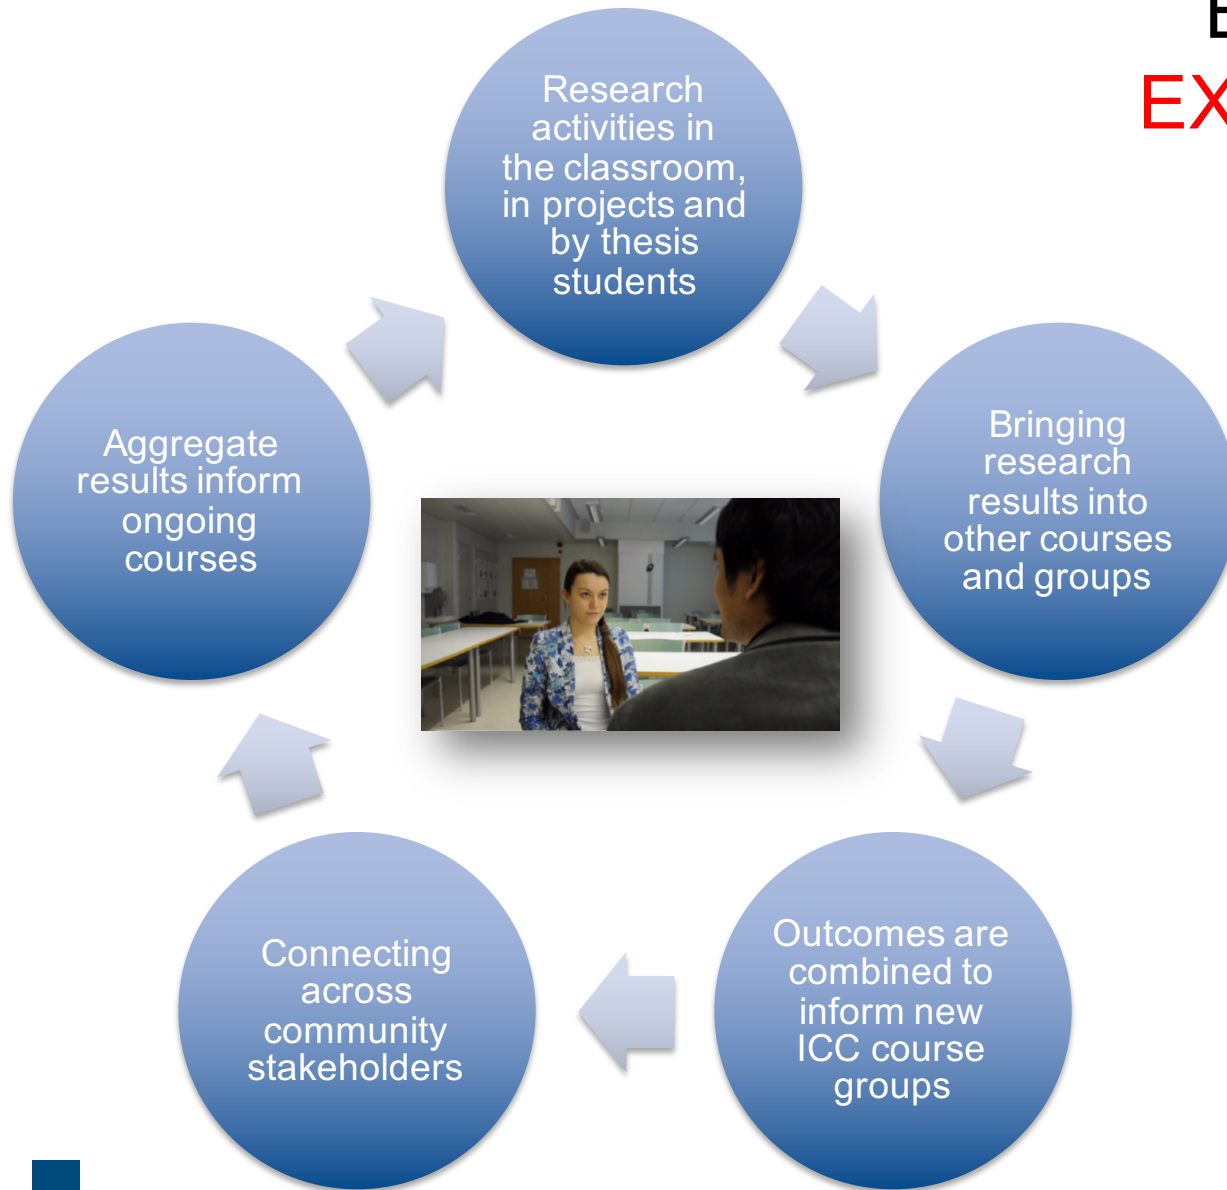 EX
Research
activities in
the classroom,
in projects and
by thesis
students
Bringing
research
results into
other courses
and groups
Outcomes are
combined to
inform new
ICC course
groups
Connecting
across
community
stakeholders
Aggregate
results inform
ongoing
courses